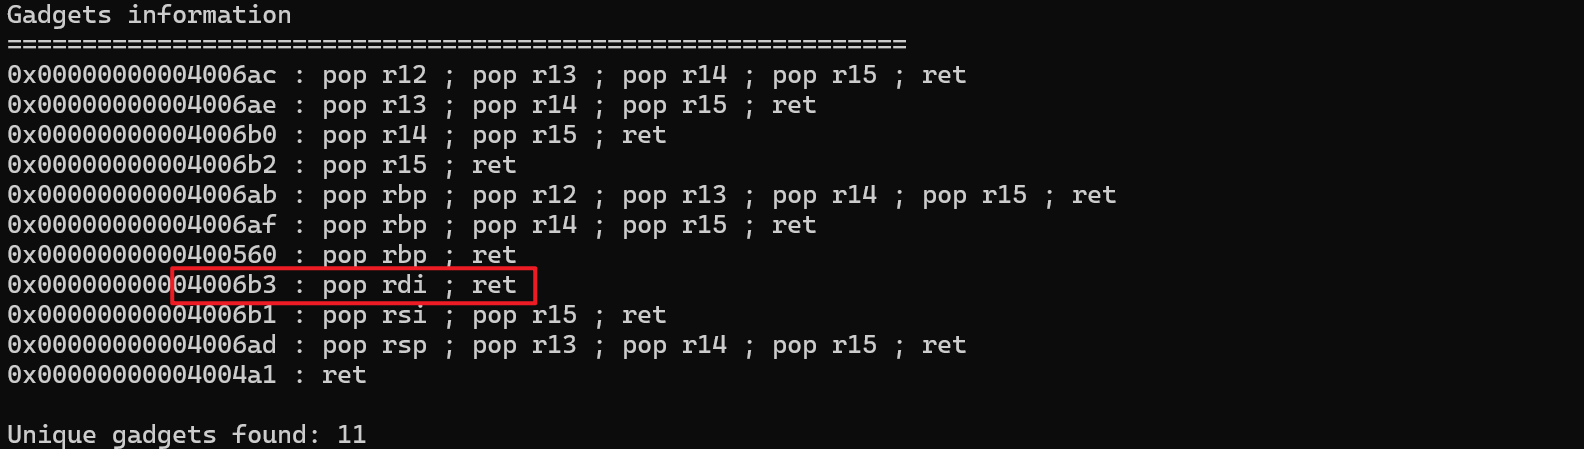 Gadgets information
============================================================
0x00000000004006ac : pop r12 ; pop r13 ; pop r14 ; pop r15 ; ret
0x00000000004006ae : pop r13 ; pop r14 ; pop r15 ; ret
0x00000000004006b0 : pop r14 ; pop r15 ; ret
0x00000000004006b2 : pop r15 ; ret
0x00000000004006ab : pop rbp ; pop r12 ; pop r13 ; pop r14 ; pop r15 ; ret
0x00000000004006af : pop rbp ; pop r14 ; pop r15 ; ret
0x0000000000400560 : pop rbp ; ret
0x00000000004006b3 : pop rdi ; ret
0x00000000004006b1 : pop rsi ; pop r15 ; ret
0x00000000004006ad : pop rsp ; pop r13 ; pop r14 ; pop r15 ; ret
0x00000000004004a1 : ret
Unique gadgets found: 11